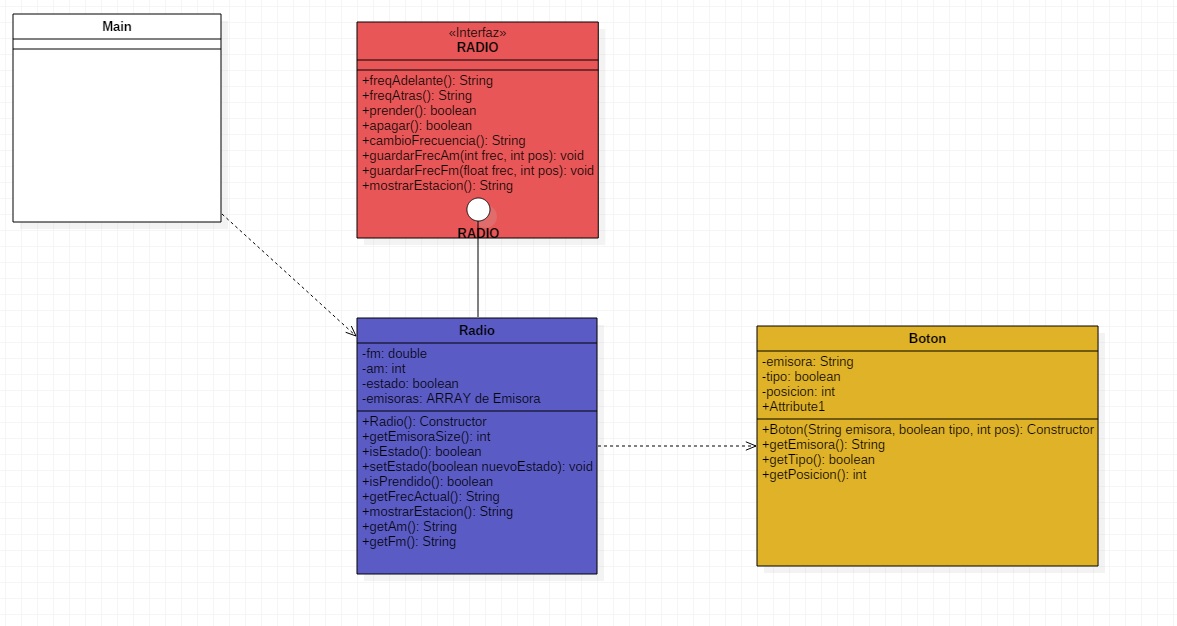 Main
«Interfaz»
RADIO
+freqAdelante(): String
+freqAtras(): String
+prender(): boolean
+apagar(): boolean
+cambioFrecuencia(): String
+guardarFrecAm(int frec, int pos): void
+guardarFrecFm(float frec, int pos): void
+mostrarEstacion(): String
RADIO
Radio
-fm: double
-am: int
-estado: boolean
-emisoras: ARRAY de Emisora
+Radio(): Constructor
+getEmisoraSize(): int
+isEstado(): boolean
+setEstado(boolean nuevoEstado): void
+isPrendido(): boolean
+getFrecActual(): String
+mostrarEstacion(): String
+getAm(): String
+getFm(): String
Boton
-emisora: String
-tipo: boolean
-posicion: int
+Attribute1
+Boton(String emisora, boolean tipo, int pos): Constructor
+getEmisora(): String
+getTipo(): boolean
+getPosicion(): int